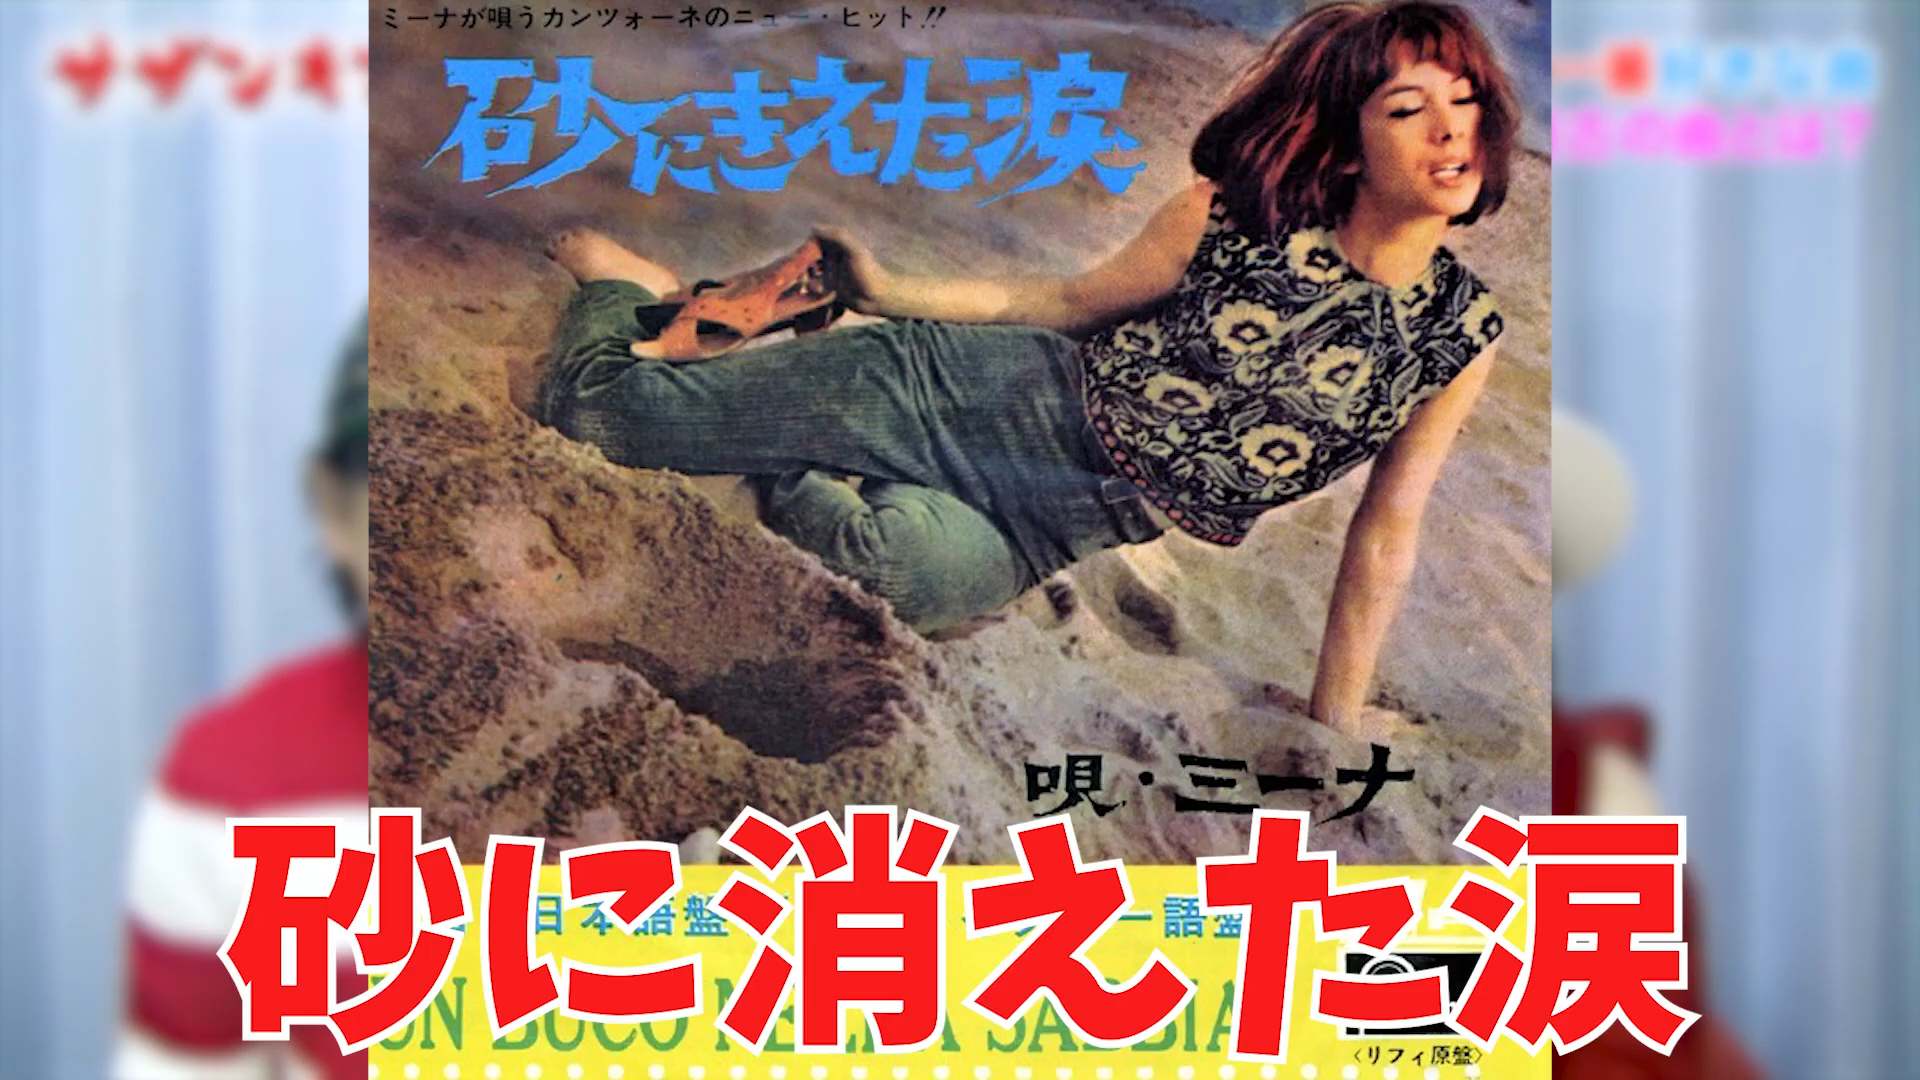 ミーナが唄うカンツォーネのニュー・ヒット!!
砂にきえた涙
唄・ミーナ
砂に消えた涙
日本語盤
UN BUCO NELLA SABBIA
〈リフィ原盤〉